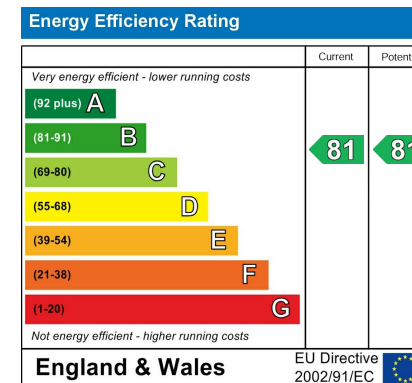 Energy Efficiency Rating
Current Potent
Very energy efficient - lower running costs
(92 plus) A
(81-91) B
81 81
(69-80) C
(55-68) D
(39-54) E
(21-38) F
(1-20) G
Not energy efficient - higher running costs
England & Wales
EU Directive
2002/91/EC